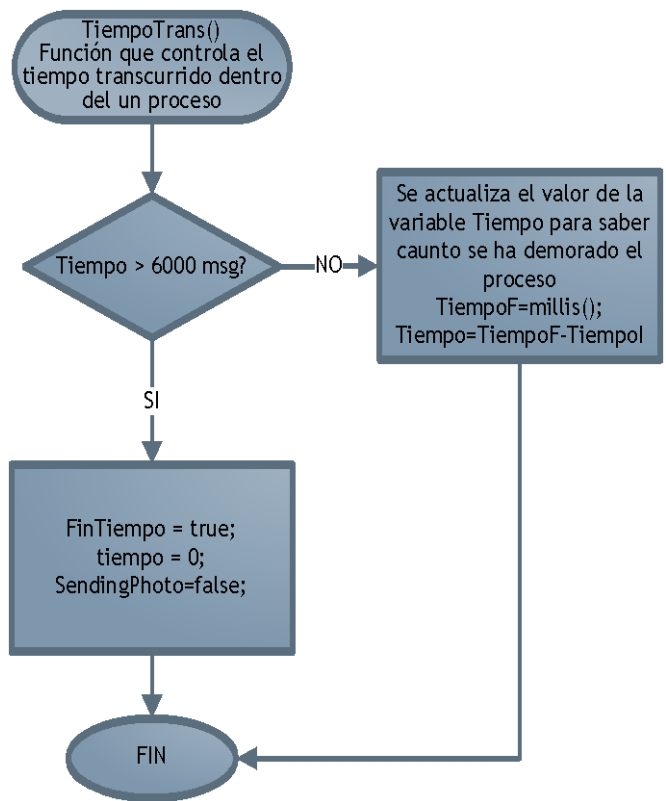 TiempoTrans()
Función que controla el
tiempo transcurrido dentro
del un proceso
Tiempo > 6000 msg?
NO
Se actualiza el valor de la
variable Tiempo para saber
caunto se ha demorado el
proceso
TiempoF=millis();
Tiempo=TiempoF-TiempoI
SI
FinTiempo = true;
tiempo = 0;
SendingPhoto=false;
FIN